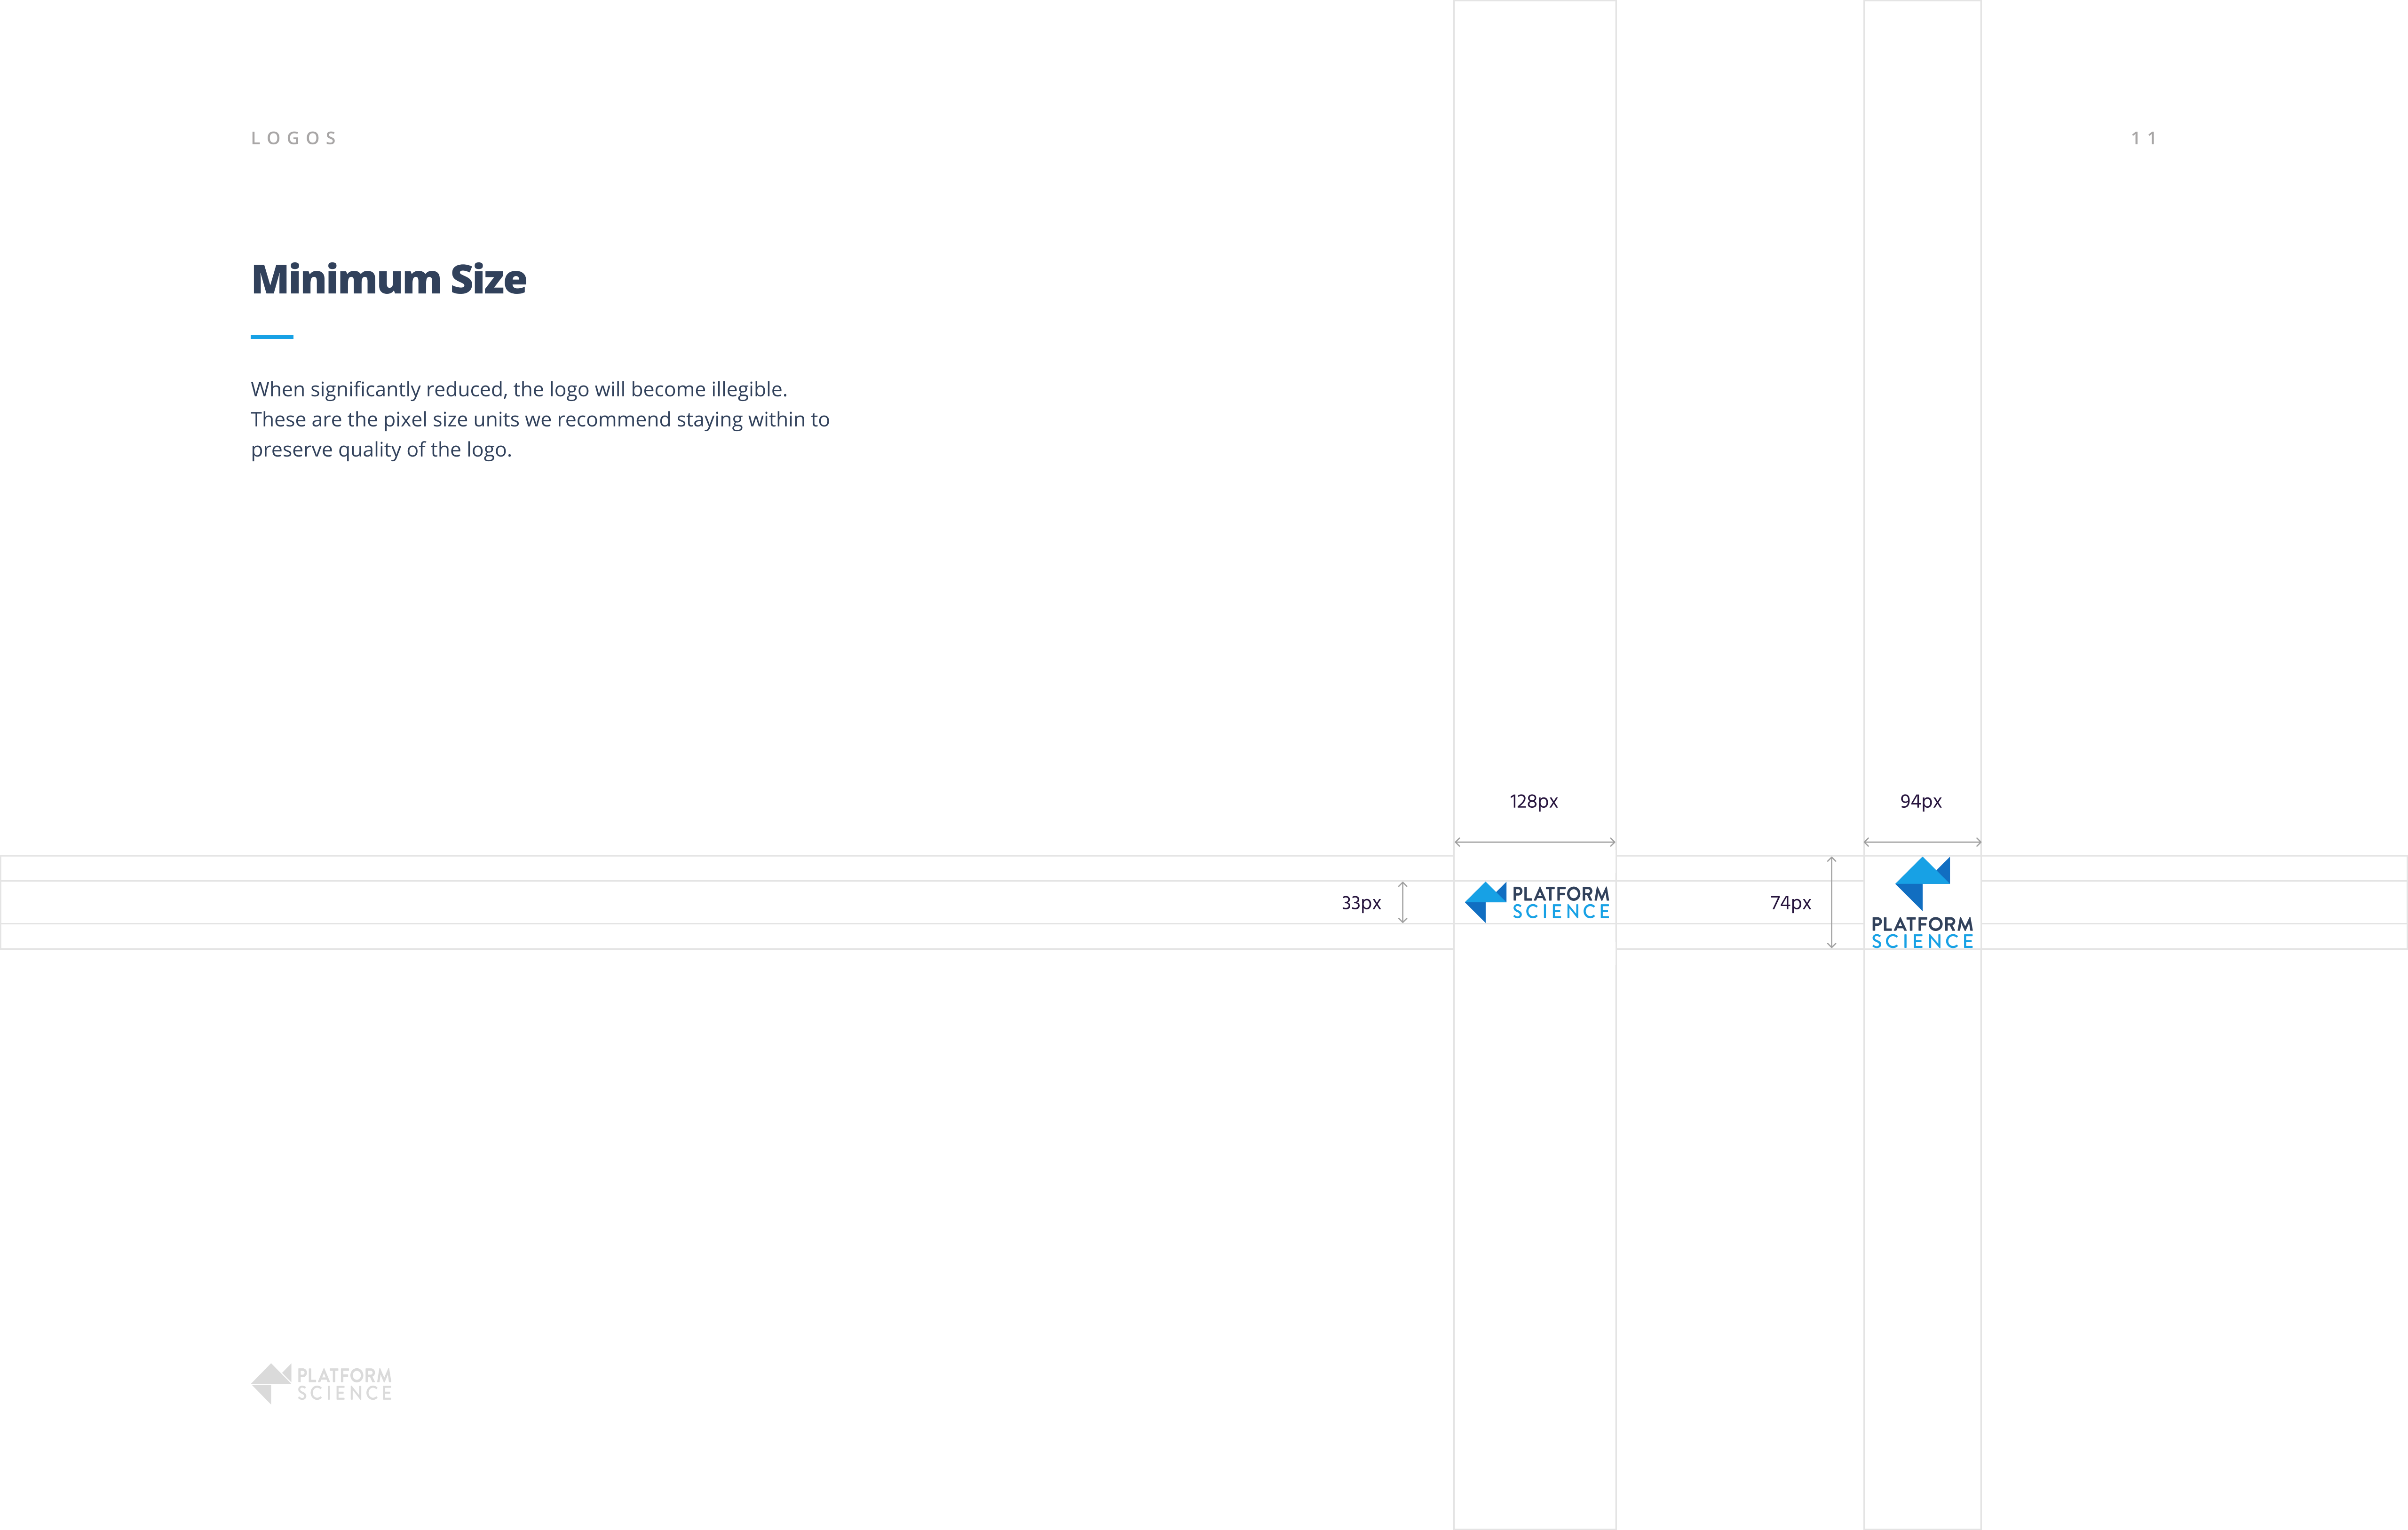 LOGOS
11
Minimum Size
When significantly reduced, the logo will become illegible.
These are the pixel size units we recommend staying within to
preserve quality of the logo.
128px
94px
33px
PLATFORM
SCIENCE
74px
PLATFORM
SCIENCE
PLATFORM
SCIENCE